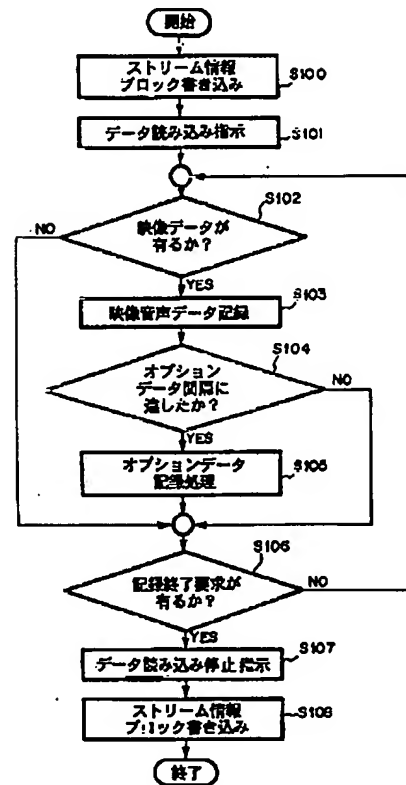 開始
ストリーム情報
ブロック書き込み
S100
データ読み込み指示
S101
S102
映像データが
有るか?
NO
YES
映像音声データ記録
S103
S104
オプション
データ間隔に
達したか?
NO
YES
オプションデータ
記録処理
S105
S106
記録終了要求が
有るか?
NO
YES
データ読み込み停止指示
S107
ストリーム情報
ブロック書き込み
S108
終了